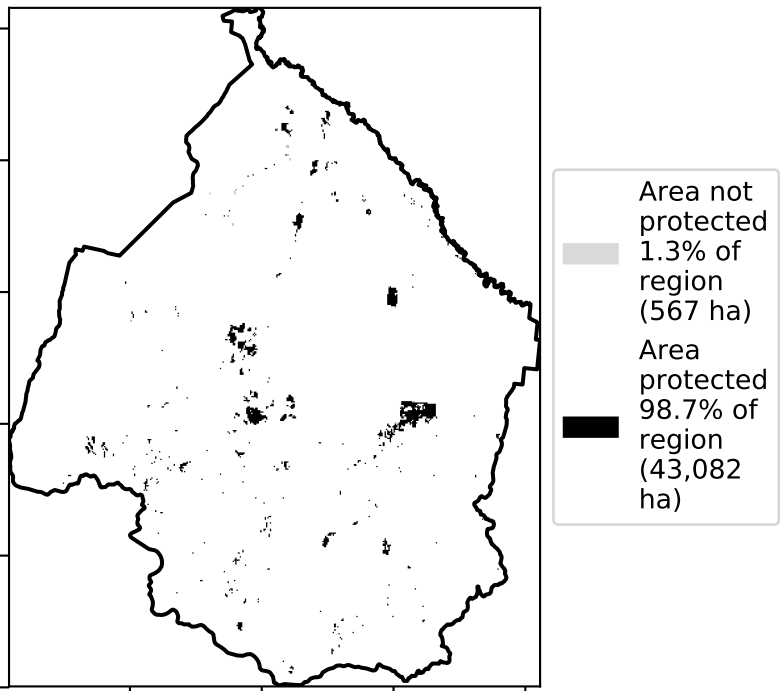 Area not
protected
1.3% of
region
(567 ha)
Area
protected
98.7% of
region
(43,082
ha)